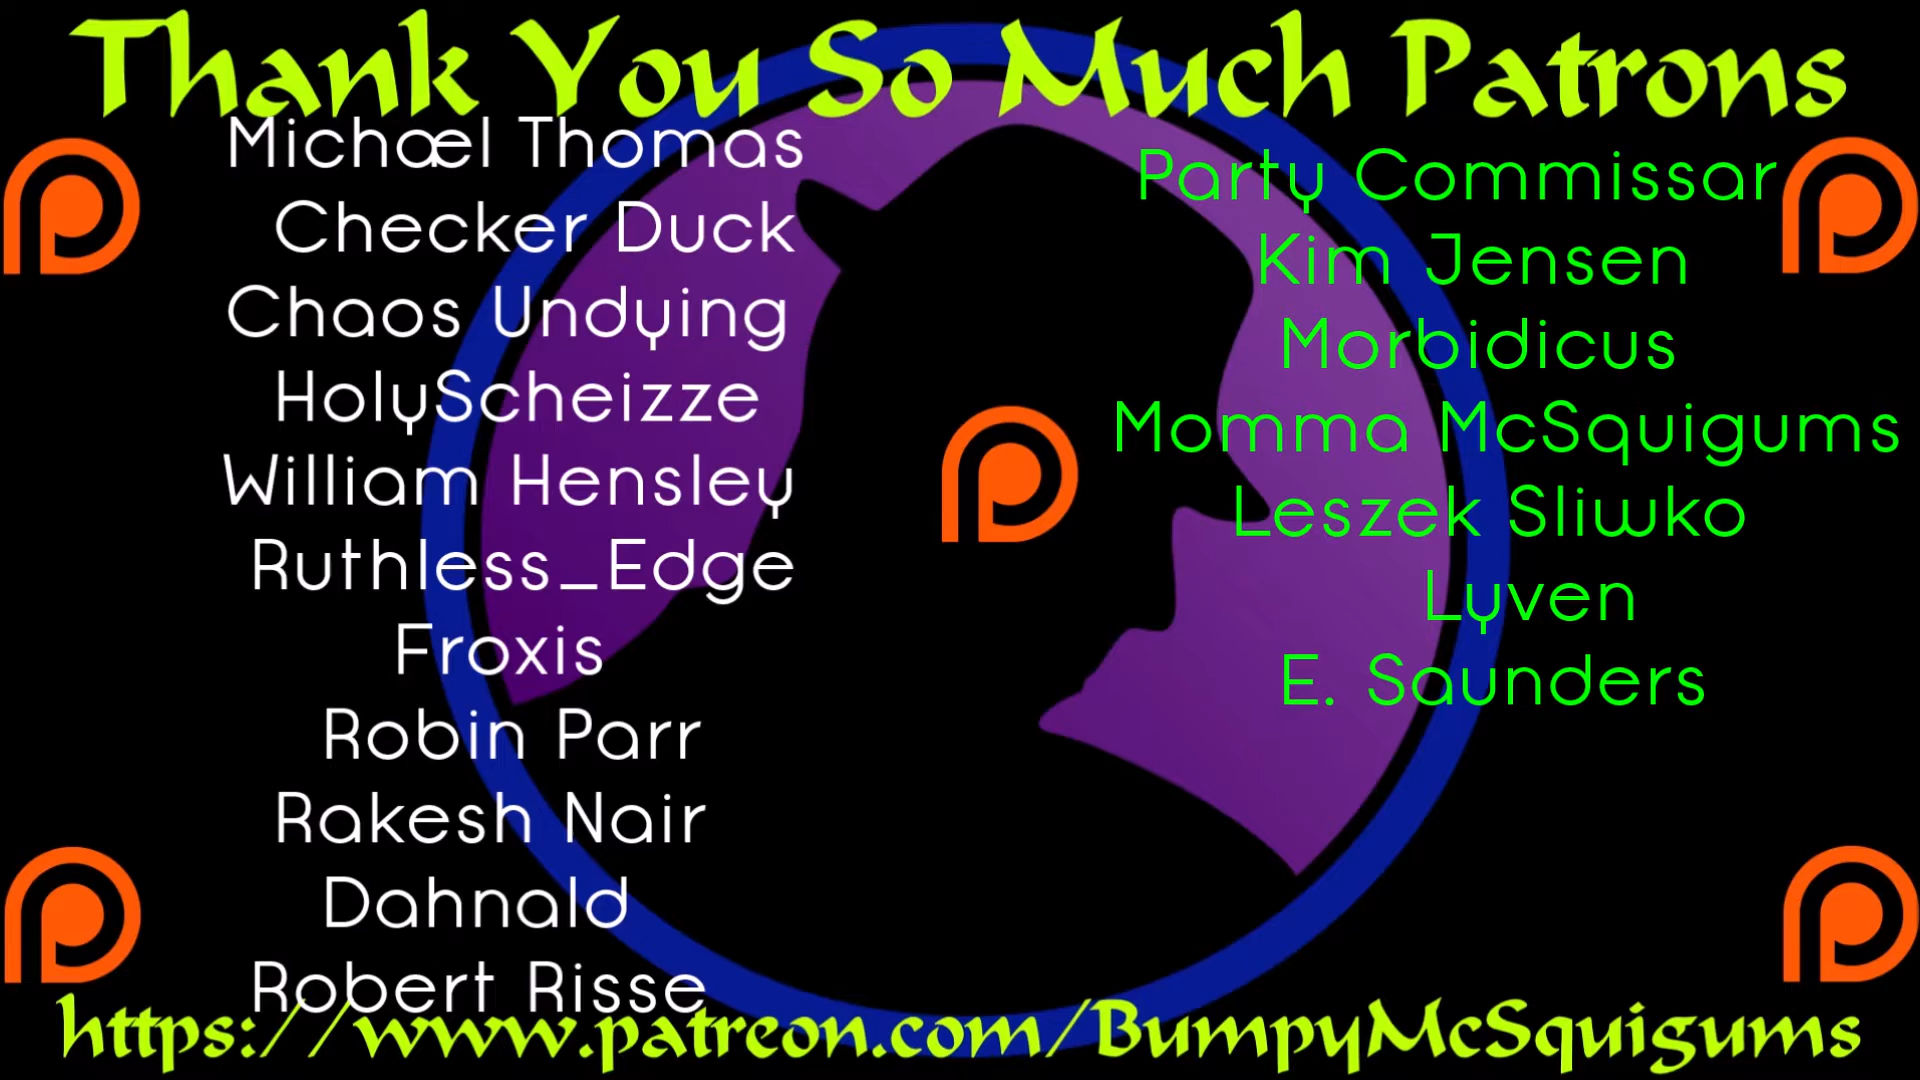 Thank You So Much Patrons
Michael Thomas
Checker Duck
Chaos Undying
HolyScheizze
William Hensley
Ruthless_Edge
Froxis
Robin Parr
Rakesh Nair
Dahnald
Robert Risse
Party Commissar
Kim Jensen
Morbidicus
Momma McSquigums
Leszek Sliwko
Lyven
E. Saunders
https://www.patreon.com/BumpyMcSquigums